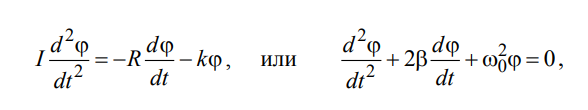 I d²φ/dt² = −R dφ/dt − kφ, или d²φ/dt² + 2β dφ/dt + ω₀²φ = 0,